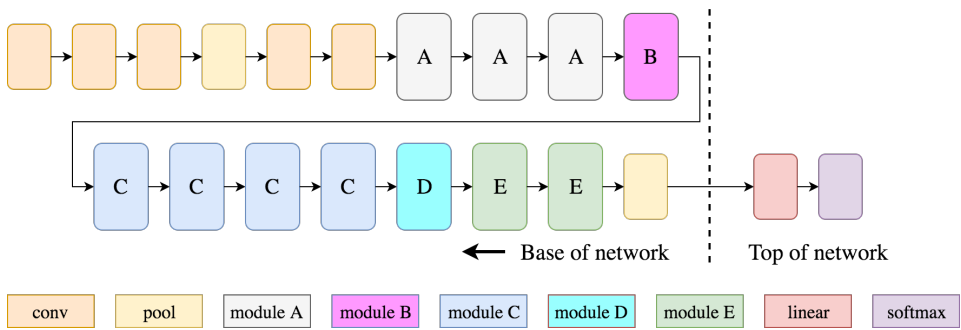 A A A B
C C C C D E E
Base of network Top of network
conv pool module A module B module C module D module E linear softmax